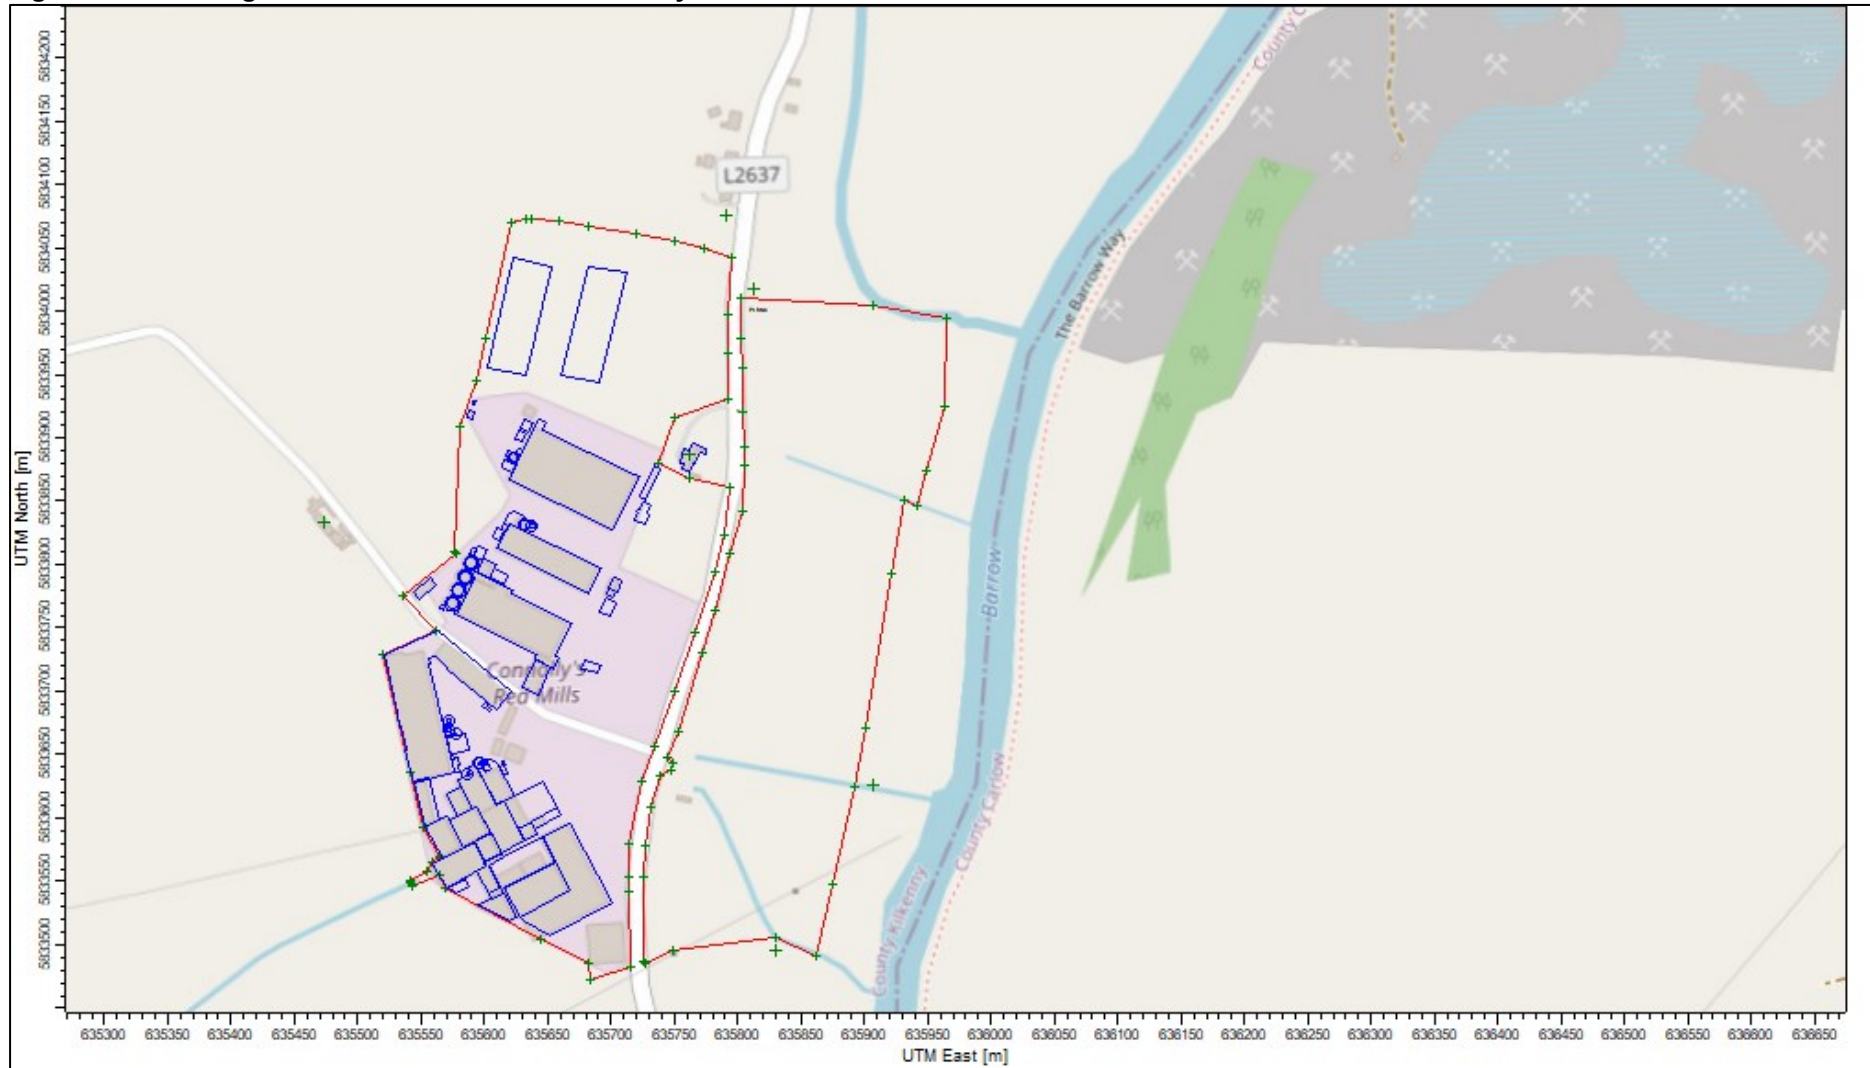 L2637
County C
The Barrow Way
Barrow
Connolly's
Red Mills
County Carlow
County Kilkenny
UTM North [m]
5834200
5834150
5834100
5834050
5834000
5833950
5833900
5833850
5833800
5833750
5833700
5833650
5833600
5833550
5833500
635300 635350 635400 635450 635500 635550 635600 635650 635700 635750 635800 635850 635900 635950 636000 636050 636100 636150 636200 636250 636300 636350 636400 636450 636500 636550 636600 636650
UTM East [m]